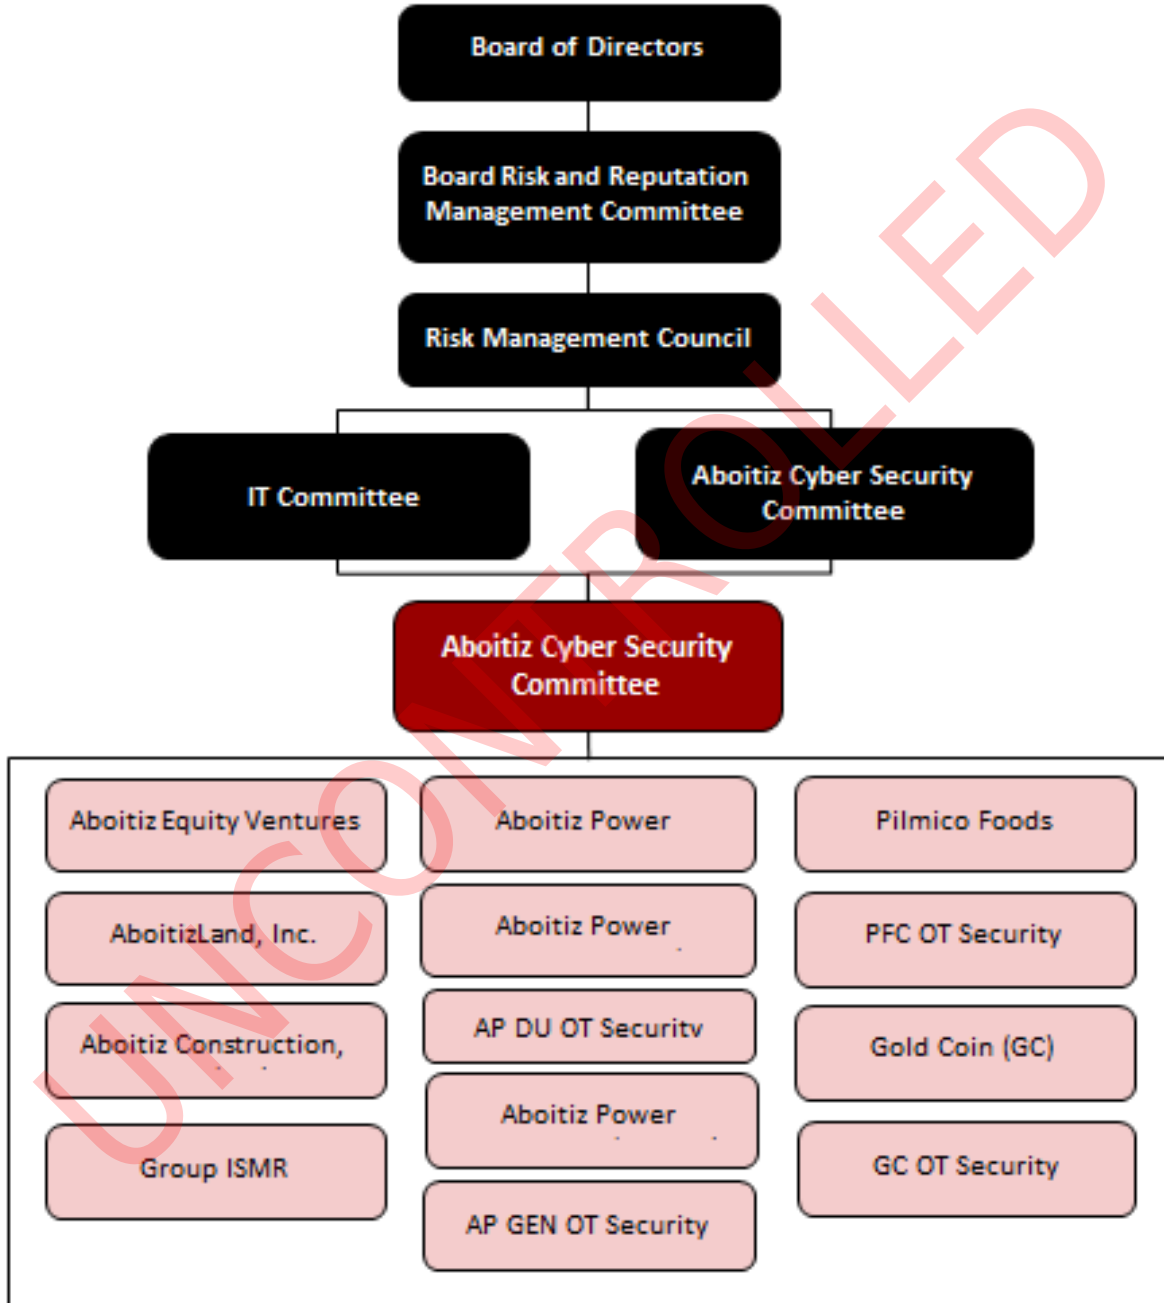 Board of Directors
Board Risk and Reputation
Management Committee
Risk Management Council
IT Committee
Aboitiz Cyber Security
Committee
Aboitiz Cyber Security
Committee
Aboitiz Equity Ventures
AboitizLand, Inc.
Aboitiz Construction,
Group ISMR
Aboitiz Power
Aboitiz Power
AP DU OT Security
Aboitiz Power
AP GEN OT Security
Pilmico Foods
PFC OT Security
Gold Coin (GC)
GC OT Security
UNCONTROLLED